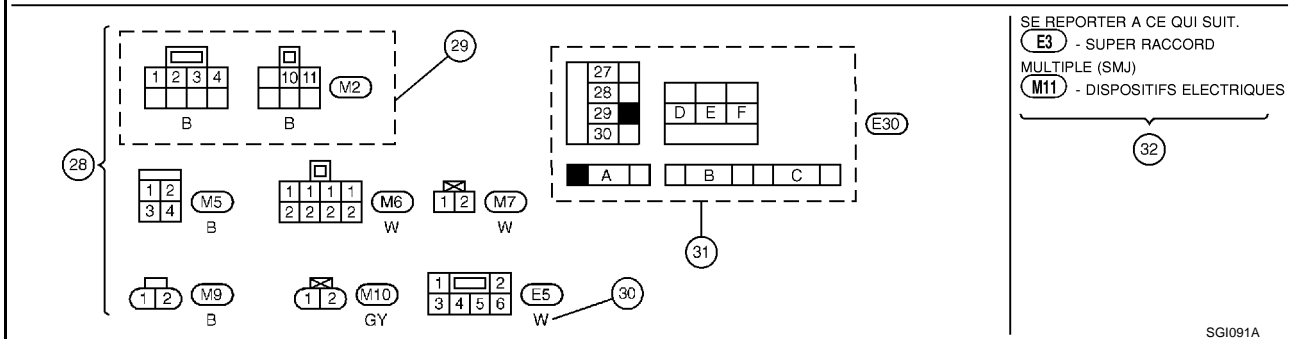 28
1 2 3 4
B
10 11
B
M2
29
1 2
3 4
M5
B
1 1 1 1
2 2 2 2
M6
W
1 2
M7
W
1 2
M9
B
1 2
M10
GY
1 2
3 4 5 6
E5
W
30
27
28
29
30
D E F
A
B C
E30
31
SE REPORTER A CE QUI SUIT.
E3 - SUPER RACCORD
MULTIPLE (SMJ)
M11 - DISPOSITIFS ELECTRIQUES
32
SGI091A